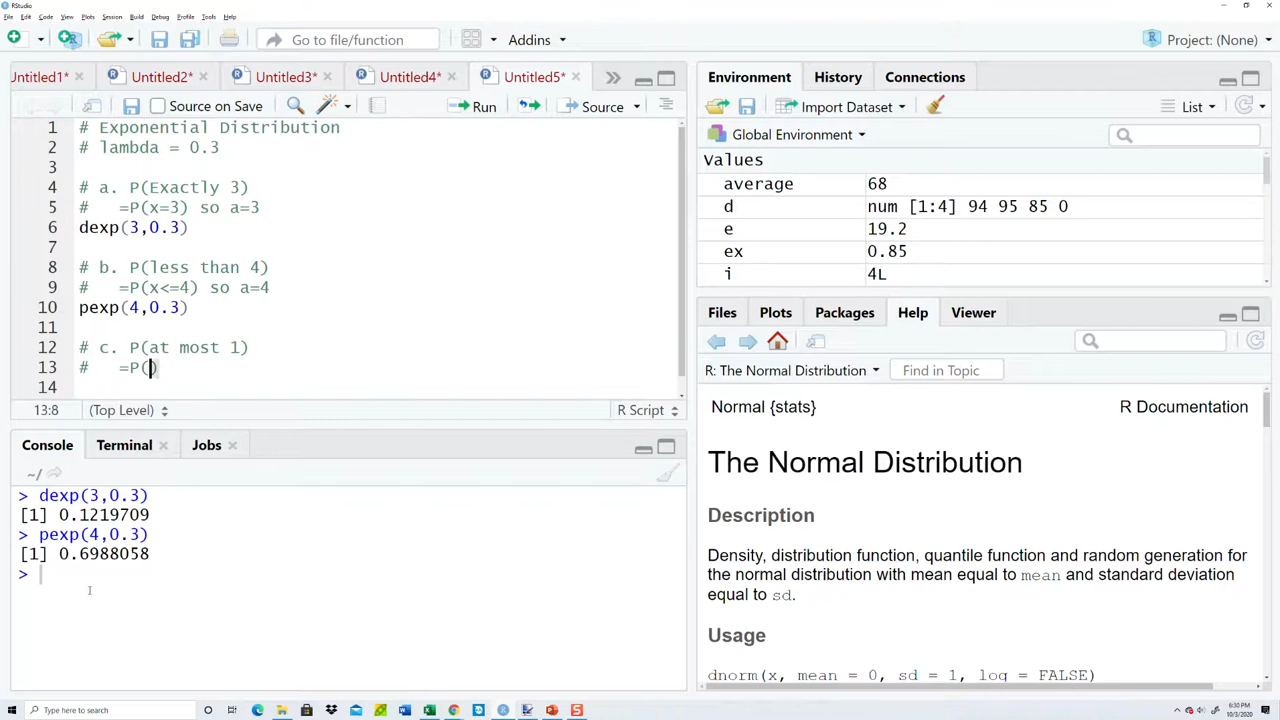 RStudio
File Edit Code View Plots Session Build Debug Profile Tools Help
Go to file/function
Addins
Project: (None)
Untitled1*
Untitled2*
Untitled3*
Untitled4*
Untitled5*
Source on Save
Run
Source
1 # Exponential Distribution
2 # lambda = 0.3
3
4 # a. P(Exactly 3)
5 #   =P(x=3) so a=3
6 dexp(3,0.3)
7
8 # b. P(less than 4)
9 #   =P(x<=4) so a=4
10 pexp(4,0.3)
11
12 # c. P(at most 1)
13 #   =P()
14
13:8 (Top Level) R Script
Console Terminal Jobs
~/
> dexp(3,0.3)
[1] 0.1219709
> pexp(4,0.3)
[1] 0.6988058
>
Environment History Connections
Import Dataset
List
Global Environment
Values
average 68
d num [1:4] 94 95 85 0
e 19.2
ex 0.85
i 4L
Files Plots Packages Help Viewer
R: The Normal Distribution
Find in Topic
Normal {stats} R Documentation
The Normal Distribution
Description
Density, distribution function, quantile function and random generation for
the normal distribution with mean equal to mean and standard deviation
equal to sd.
Usage
dnorm(x, mean = 0, sd = 1, log = FALSE)
Type here to search
6:30 PM
10/3/2020